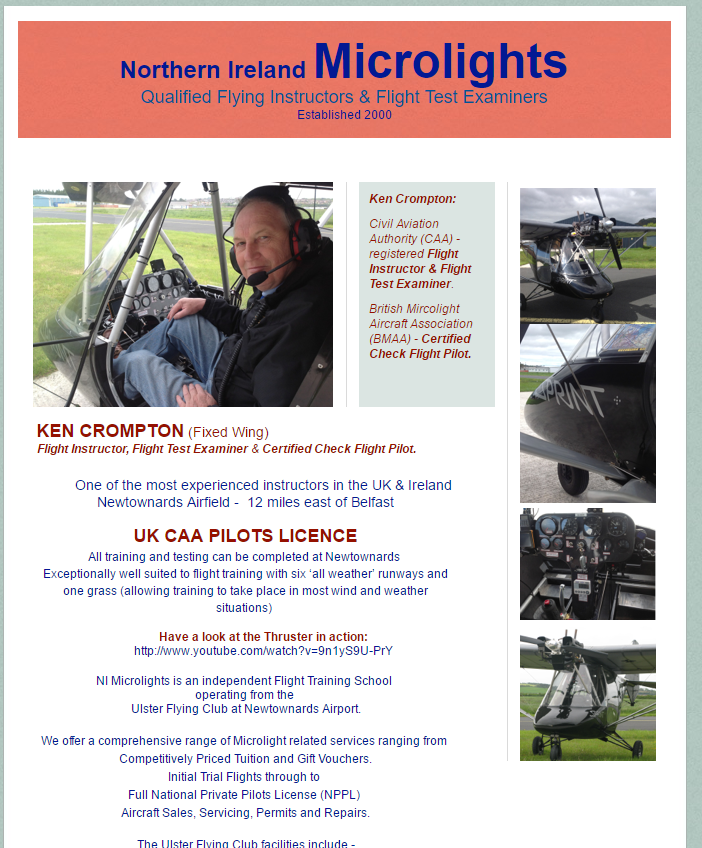 Northern Ireland Microlights
Qualified Flying Instructors & Flight Test Examiners
Established 2000
Ken Crompton:
Civil Aviation
Authority (CAA) -
registered Flight
Instructor & Flight
Test Examiner.
British Mircolight
Aircraft Association
(BMAA) - Certified
Check Flight Pilot.
SPRINT
KEN CROMPTON (Fixed Wing)
Flight Instructor, Flight Test Examiner & Certified Check Flight Pilot.
One of the most experienced instructors in the UK & Ireland
Newtownards Airfield - 12 miles east of Belfast
UK CAA PILOTS LICENCE
All training and testing can be completed at Newtownards
Exceptionally well suited to flight training with six 'all weather' runways and
one grass (allowing training to take place in most wind and weather
situations)
Have a look at the Thruster in action:
http://www.youtube.com/watch?v=9n1yS9U-PrY
NI Microlights is an independent Flight Training School
operating from the
Ulster Flying Club at Newtownards Airport.
We offer a comprehensive range of Microlight related services ranging from
Competitively Priced Tuition and Gift Vouchers.
Initial Trial Flights through to
Full National Private Pilots License (NPPL)
Aircraft Sales, Servicing, Permits and Repairs.
The Ulster Flying Club facilities include -